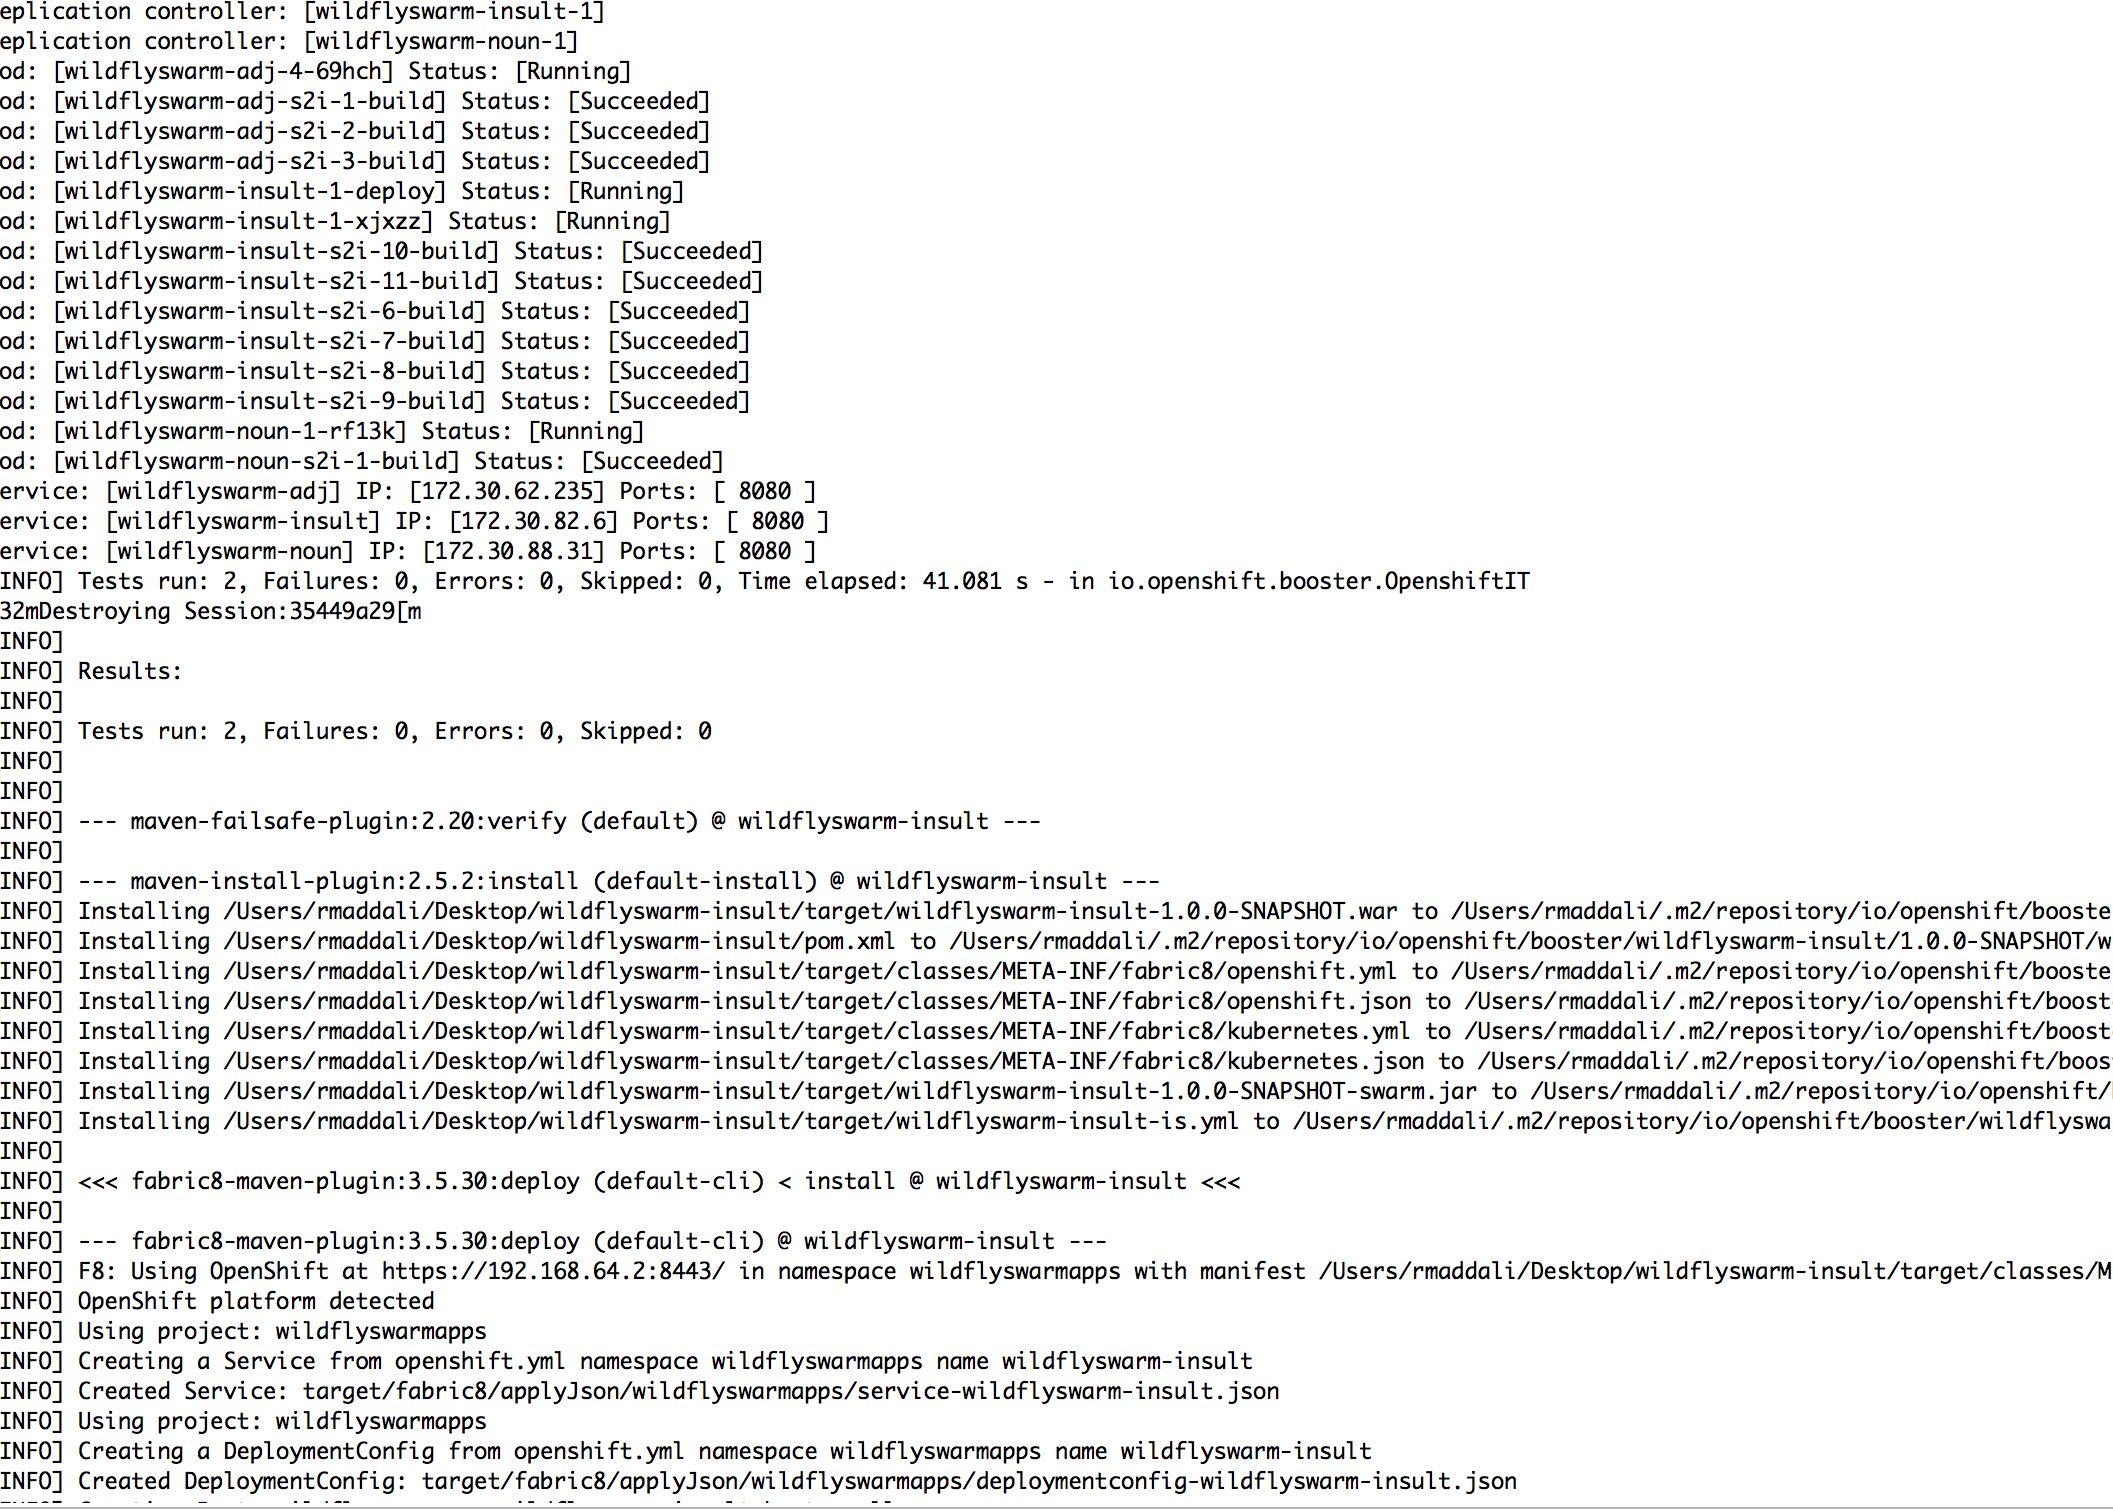 eplication controller: [wildflyswarm-insult-1]
eplication controller: [wildflyswarm-noun-1]
od: [wildflyswarm-adj-4-69hch] Status: [Running]
od: [wildflyswarm-adj-s2i-1-build] Status: [Succeeded]
od: [wildflyswarm-adj-s2i-2-build] Status: [Succeeded]
od: [wildflyswarm-adj-s2i-3-build] Status: [Succeeded]
od: [wildflyswarm-insult-1-deploy] Status: [Running]
od: [wildflyswarm-insult-1-xjxzz] Status: [Running]
od: [wildflyswarm-insult-s2i-10-build] Status: [Succeeded]
od: [wildflyswarm-insult-s2i-11-build] Status: [Succeeded]
od: [wildflyswarm-insult-s2i-6-build] Status: [Succeeded]
od: [wildflyswarm-insult-s2i-7-build] Status: [Succeeded]
od: [wildflyswarm-insult-s2i-8-build] Status: [Succeeded]
od: [wildflyswarm-insult-s2i-9-build] Status: [Succeeded]
od: [wildflyswarm-noun-1-rf13k] Status: [Running]
od: [wildflyswarm-noun-s2i-1-build] Status: [Succeeded]
ervice: [wildflyswarm-adj] IP: [172.30.62.235] Ports: [ 8080 ]
ervice: [wildflyswarm-insult] IP: [172.30.82.6] Ports: [ 8080 ]
ervice: [wildflyswarm-noun] IP: [172.30.88.31] Ports: [ 8080 ]
INFO] Tests run: 2, Failures: 0, Errors: 0, Skipped: 0, Time elapsed: 41.081 s - in io.openshift.booster.OpenshiftIT
32mDestroying Session:35449a29[m
INFO]
INFO] Results:
INFO]
INFO] Tests run: 2, Failures: 0, Errors: 0, Skipped: 0
INFO]
INFO]
INFO] --- maven-failsafe-plugin:2.20:verify (default) @ wildflyswarm-insult ---
INFO]
INFO] --- maven-install-plugin:2.5.2:install (default-install) @ wildflyswarm-insult ---
INFO] Installing /Users/rmaddali/Desktop/wildflyswarm-insult/target/wildflyswarm-insult-1.0.0-SNAPSHOT.war to /Users/rmaddali/.m2/repository/io/openshift/booste
INFO] Installing /Users/rmaddali/Desktop/wildflyswarm-insult/pom.xml to /Users/rmaddali/.m2/repository/io/openshift/booster/wildflyswarm-insult/1.0.0-SNAPSHOT/w
INFO] Installing /Users/rmaddali/Desktop/wildflyswarm-insult/target/classes/META-INF/fabric8/openshift.yml to /Users/rmaddali/.m2/repository/io/openshift/booste
INFO] Installing /Users/rmaddali/Desktop/wildflyswarm-insult/target/classes/META-INF/fabric8/openshift.json to /Users/rmaddali/.m2/repository/io/openshift/boost
INFO] Installing /Users/rmaddali/Desktop/wildflyswarm-insult/target/classes/META-INF/fabric8/kubernetes.yml to /Users/rmaddali/.m2/repository/io/openshift/boost
INFO] Installing /Users/rmaddali/Desktop/wildflyswarm-insult/target/classes/META-INF/fabric8/kubernetes.json to /Users/rmaddali/.m2/repository/io/openshift/boos
INFO] Installing /Users/rmaddali/Desktop/wildflyswarm-insult/target/wildflyswarm-insult-1.0.0-SNAPSHOT-swarm.jar to /Users/rmaddali/.m2/repository/io/openshift/
INFO] Installing /Users/rmaddali/Desktop/wildflyswarm-insult/target/wildflyswarm-insult-is.yml to /Users/rmaddali/.m2/repository/io/openshift/booster/wildflyswa
INFO]
INFO] <<< fabric8-maven-plugin:3.5.30:deploy (default-cli) < install @ wildflyswarm-insult <<<
INFO]
INFO] --- fabric8-maven-plugin:3.5.30:deploy (default-cli) @ wildflyswarm-insult ---
INFO] F8: Using OpenShift at https://192.168.64.2:8443/ in namespace wildflyswarmapps with manifest /Users/rmaddali/Desktop/wildflyswarm-insult/target/classes/M
INFO] OpenShift platform detected
INFO] Using project: wildflyswarmapps
INFO] Creating a Service from openshift.yml namespace wildflyswarmapps name wildflyswarm-insult
INFO] Created Service: target/fabric8/applyJson/wildflyswarmapps/service-wildflyswarm-insult.json
INFO] Using project: wildflyswarmapps
INFO] Creating a DeploymentConfig from openshift.yml namespace wildflyswarmapps name wildflyswarm-insult
INFO] Created DeploymentConfig: target/fabric8/applyJson/wildflyswarmapps/deploymentconfig-wildflyswarm-insult.json